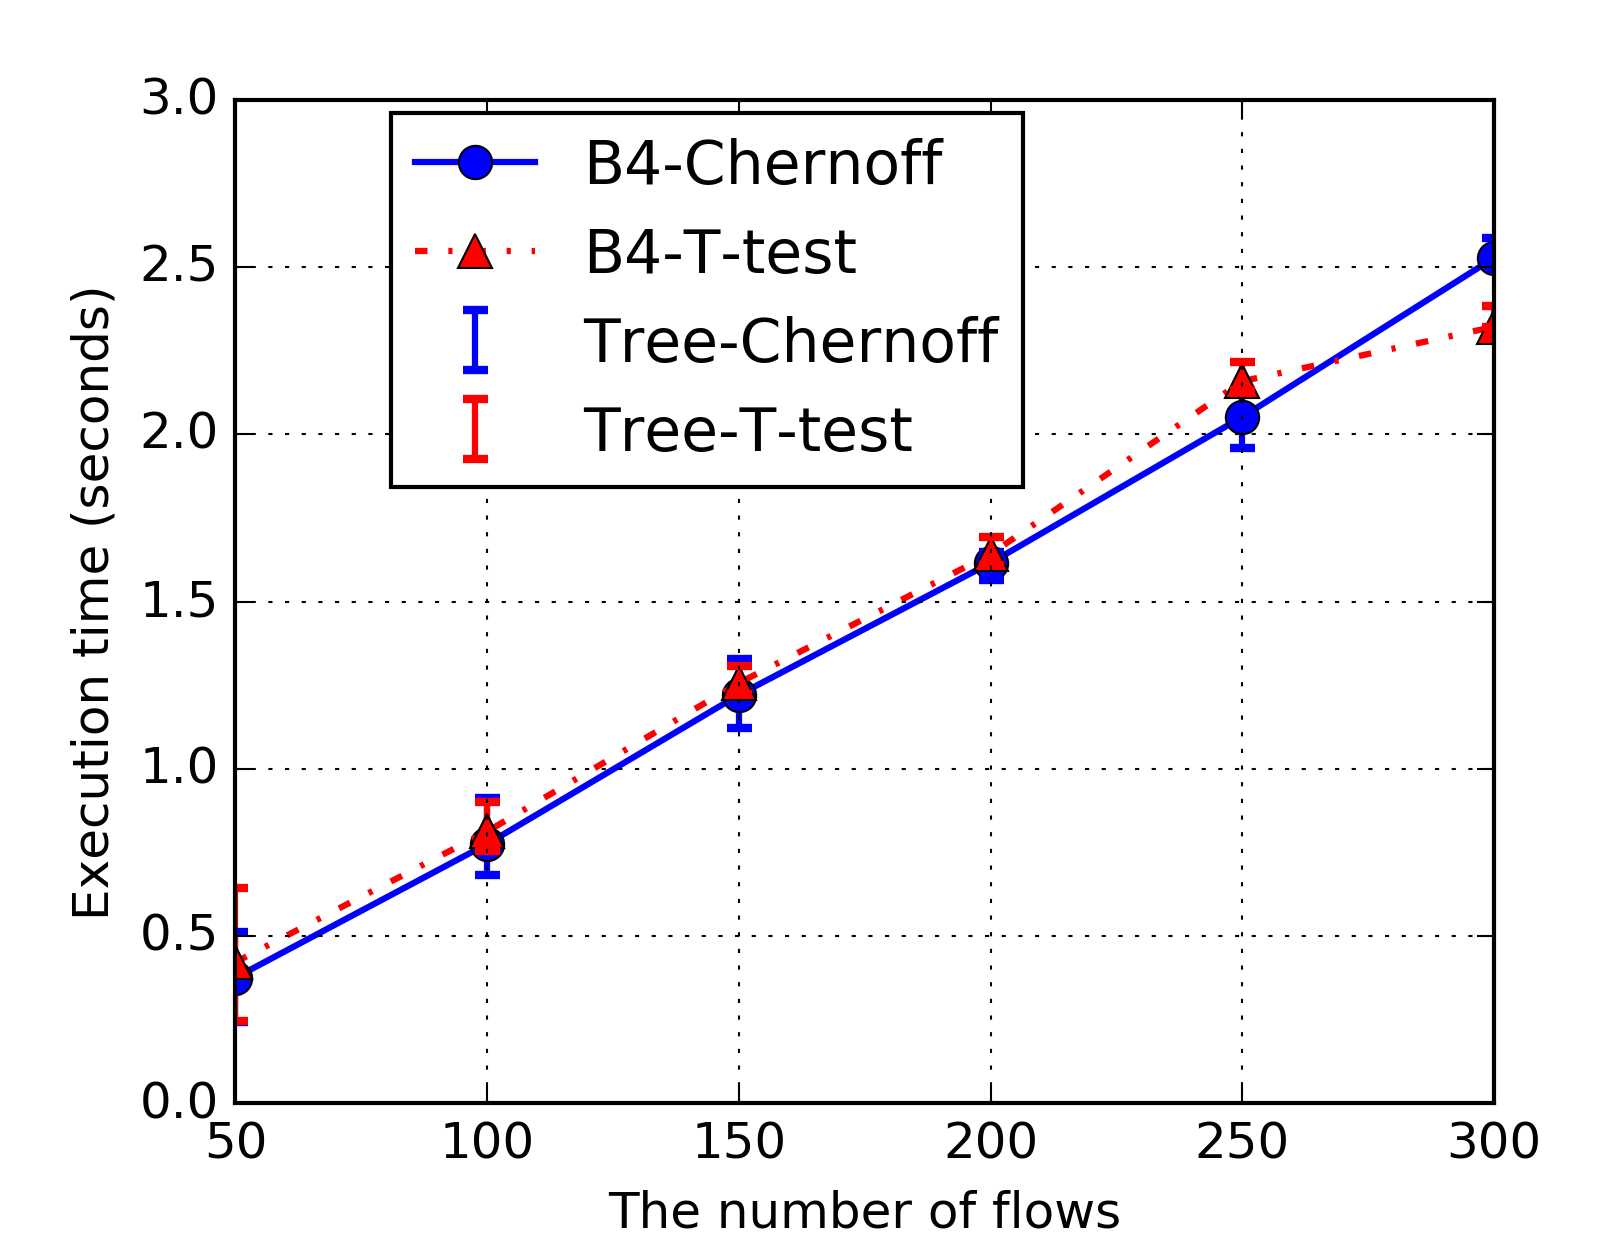 3.0
2.5
2.0
1.5
1.0
0.5
0.0
Execution time (seconds)
B4-Chernoff
B4-T-test
Tree-Chernoff
Tree-T-test
50 100 150 200 250 300
The number of flows